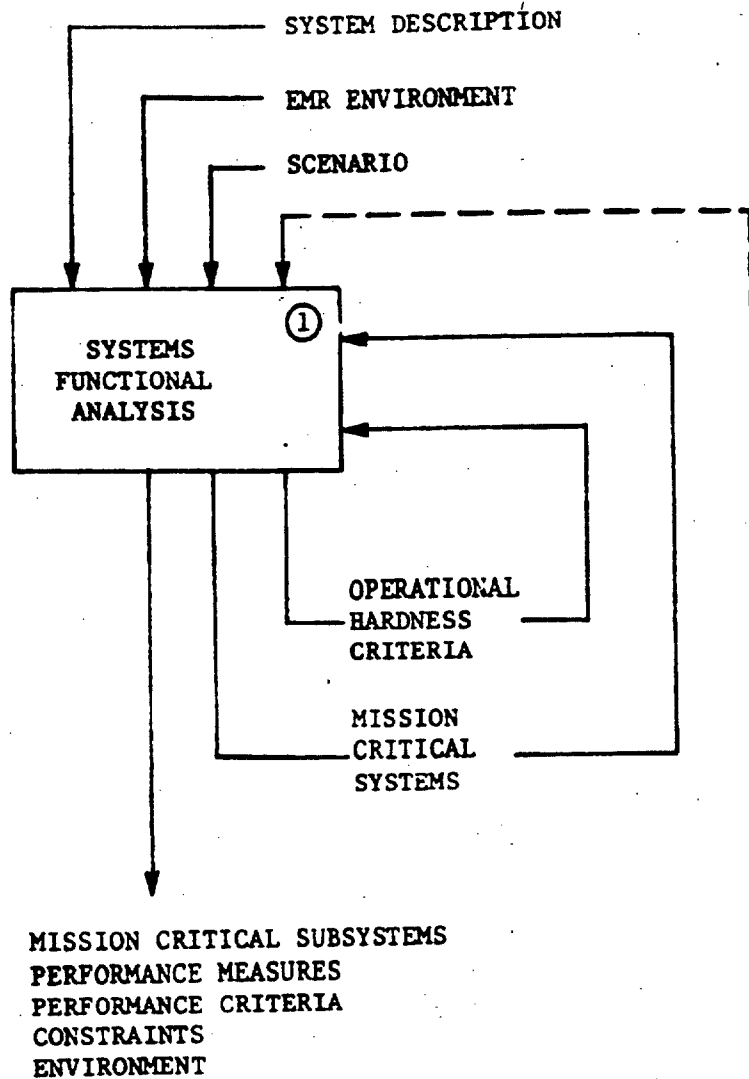 SYSTEM DESCRIPTION
EMR ENVIRONMENT
SCENARIO
1
SYSTEMS
FUNCTIONAL
ANALYSIS
OPERATIONAL
HARDNESS
CRITERIA
MISSION
CRITICAL
SYSTEMS
MISSION CRITICAL SUBSYSTEMS
PERFORMANCE MEASURES
PERFORMANCE CRITERIA
CONSTRAINTS
ENVIRONMENT